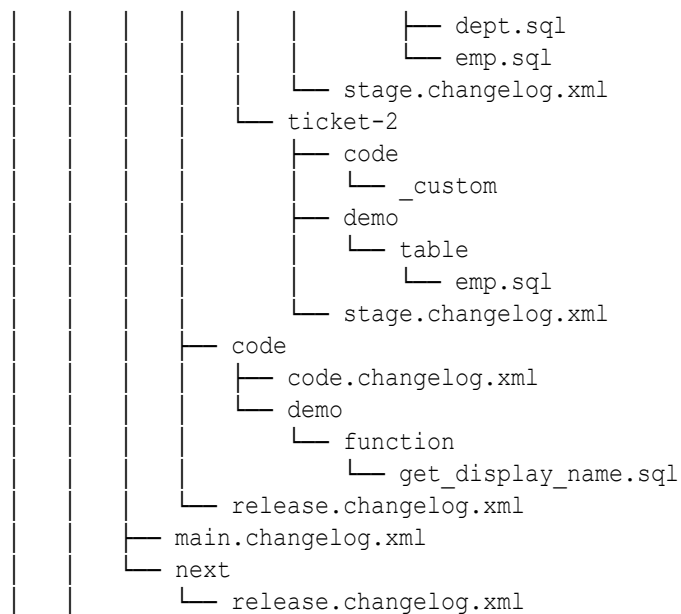 │   │   │   │   │   │       ├── dept.sql
│   │   │   │   │   │       └── emp.sql
│   │   │   │   │   └── stage.changelog.xml
│   │   │   │   └── ticket-2
│   │   │   │       ├── code
│   │   │   │       │   └── _custom
│   │   │   │       ├── demo
│   │   │   │       │   └── table
│   │   │   │       │       └── emp.sql
│   │   │   │       └── stage.changelog.xml
│   │   │   ├── code
│   │   │   │   ├── code.changelog.xml
│   │   │   │   └── demo
│   │   │   │       └── function
│   │   │   │           └── get_display_name.sql
│   │   │   └── release.changelog.xml
│   │   ├── main.changelog.xml
│   │   └── next
│   │       └── release.changelog.xml